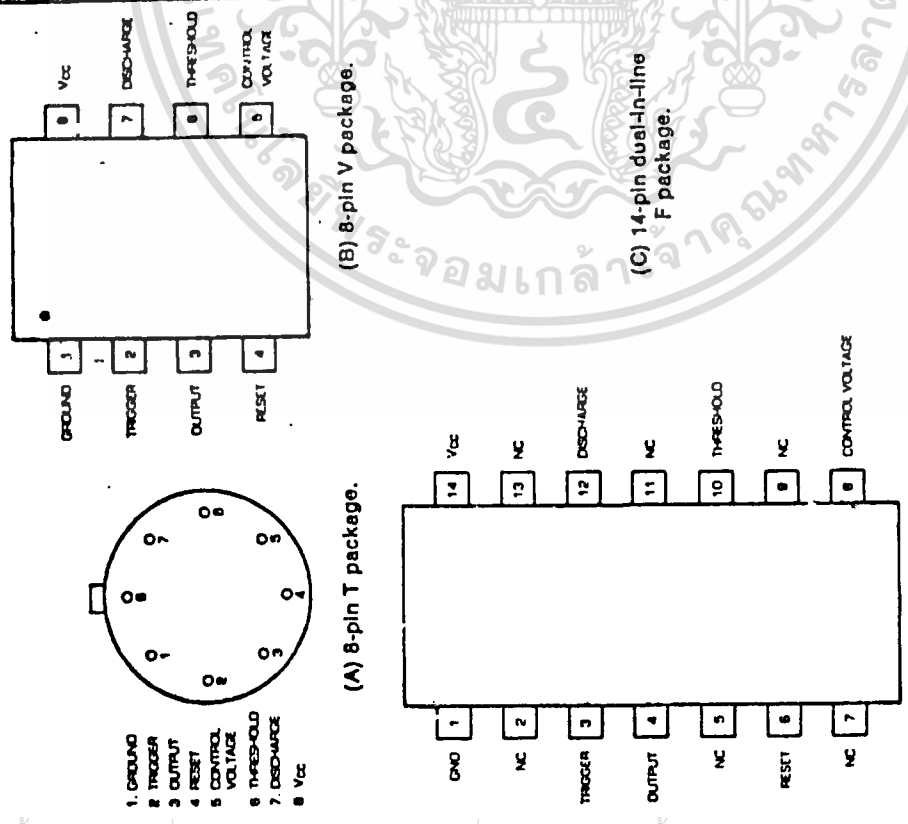 1. GROUND
2 TRIGGER
3 OUTPUT
4 RESET
5 CONTROL
VOLTAGE
6 THRESHOLD
7. DISCHARGE
8 Vcc
1
2
3
4
5
6
7
8
(A) 8-pin T package.
GROUND 1
TRIGGER 2
OUTPUT 3
RESET 4
8 Vcc
7 DISCHARGE
6 THRESHOLD
5 CONTROL
VOLTAGE
(B) 8-pin V package.
GND 1
NC 2
TRIGGER 3
OUTPUT 4
NC 5
RESET 6
NC 7
14 Vcc
13 NC
12 DISCHARGE
11 NC
10 THRESHOLD
9 NC
8 CONTROL VOLTAGE
(C) 14-pin dual-in-line
F package.